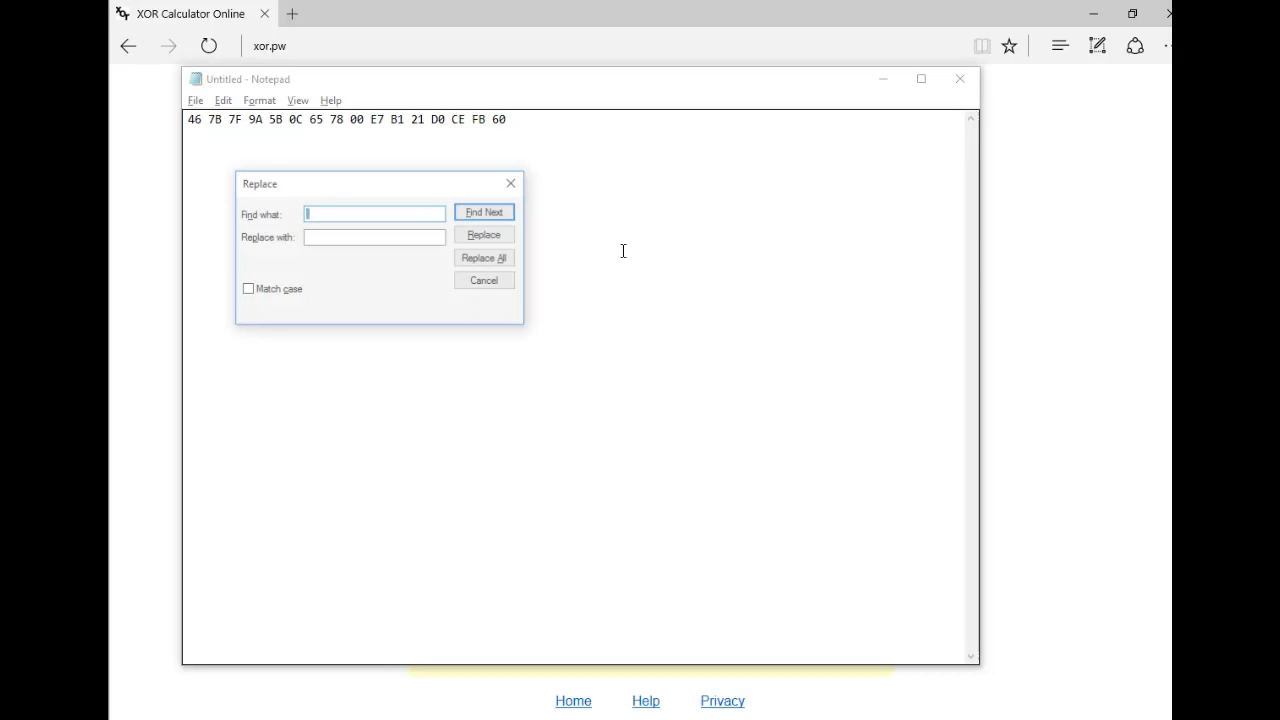 XOR Calculator Online
xor.pw
Untitled - Notepad
File Edit Format View Help
46 7B 7F 9A 5B 0C 65 78 00 E7 B1 21 D0 CE FB 60
Replace
Find what:
Find Next
Replace with:
Replace
Replace All
Cancel
Match case
Home Help Privacy